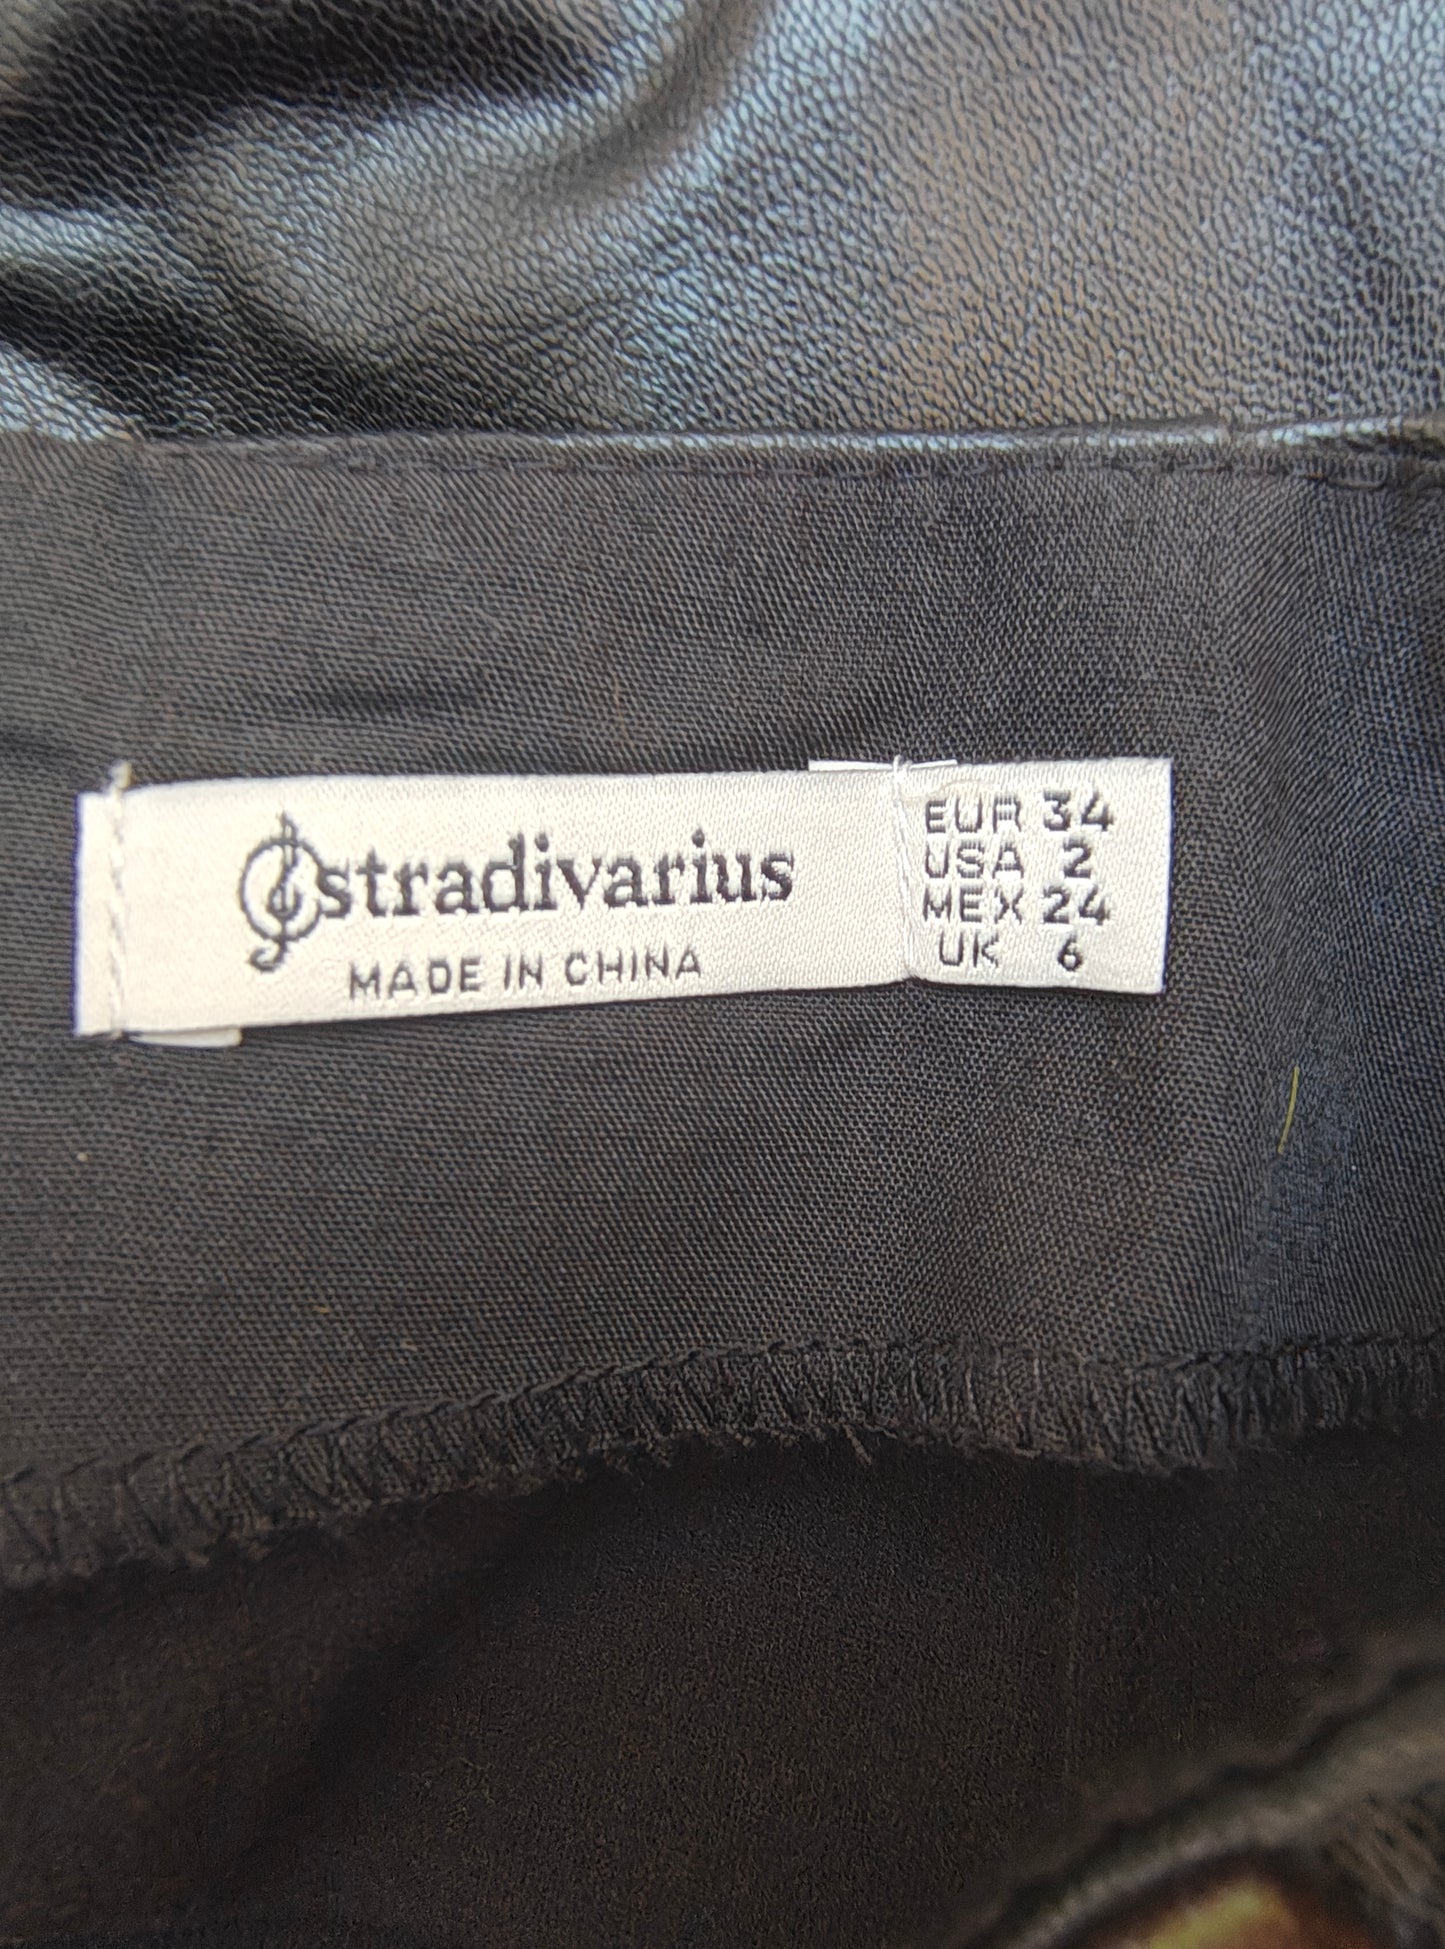 stradivarius
MADE IN CHINA
EUR 34
USA 2
MEX 24
UK 6